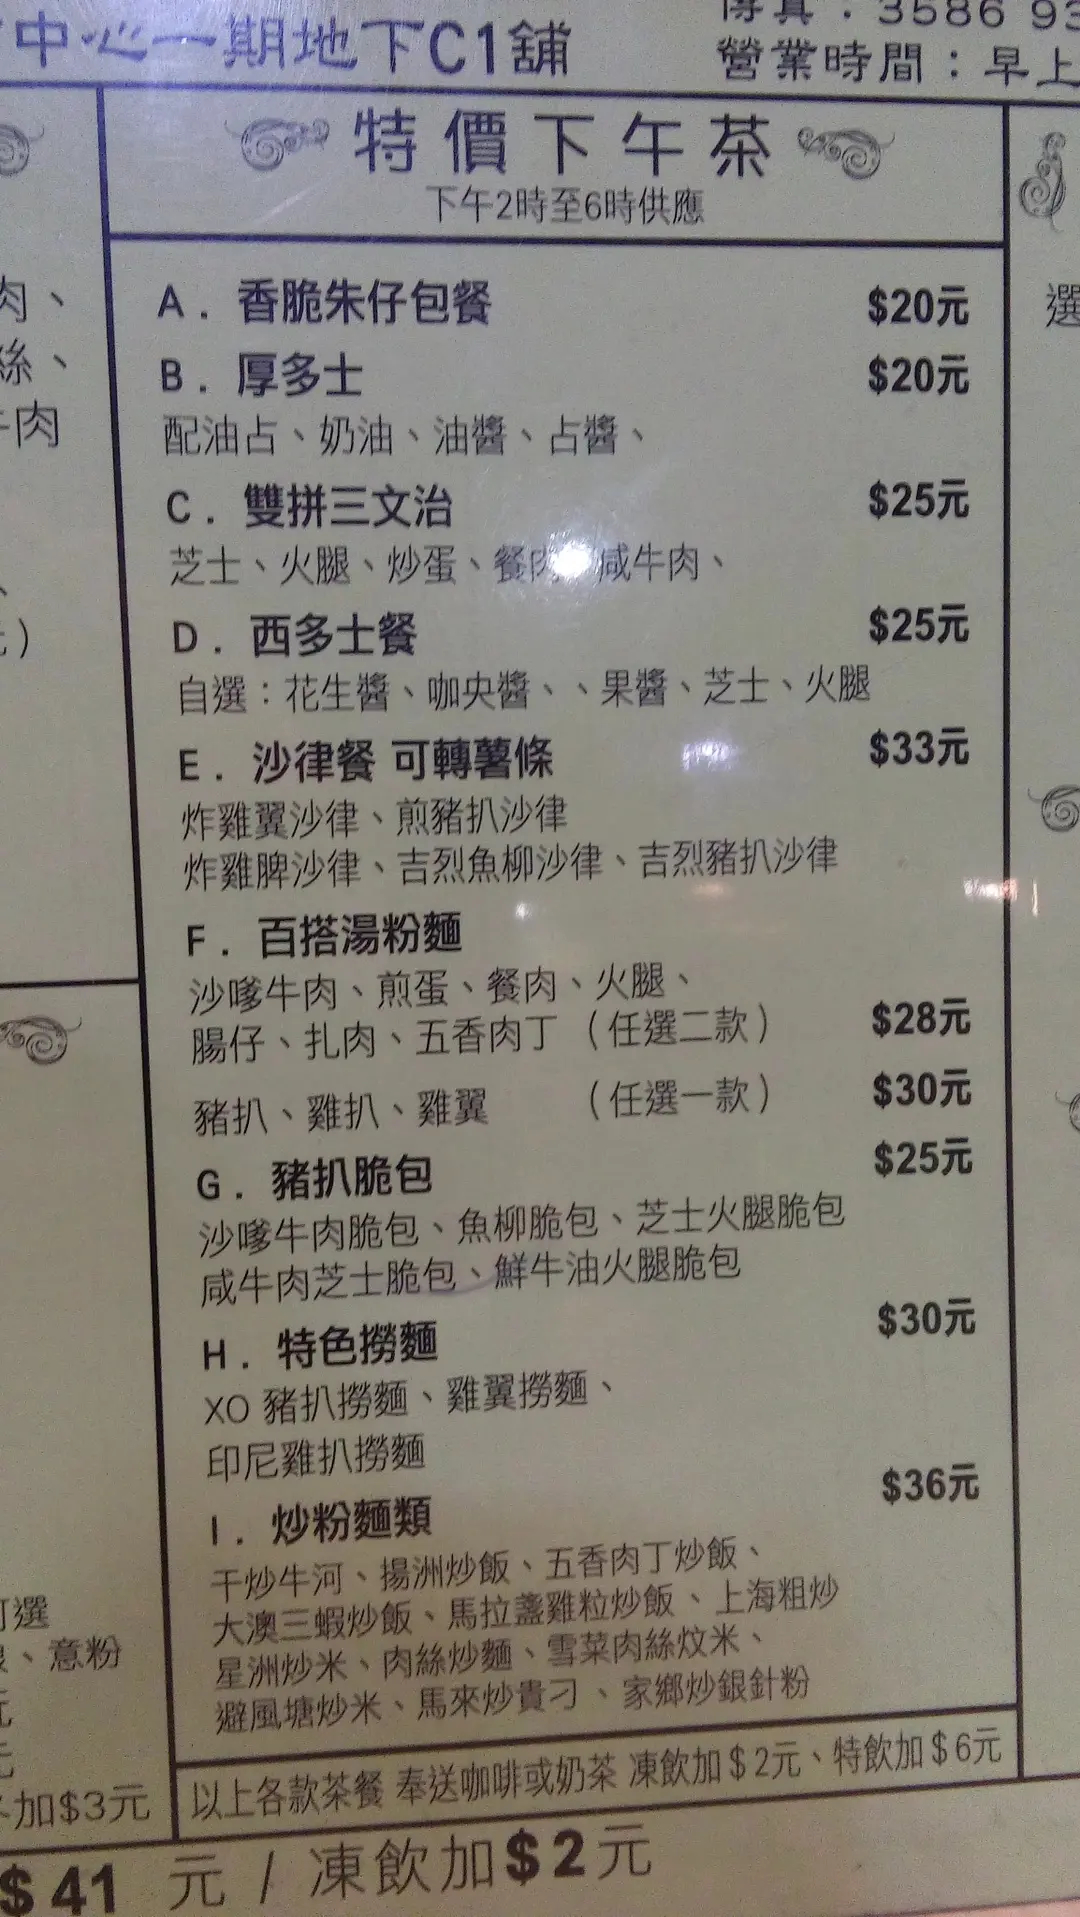 中心一期地下C1舖
傳真：3586 93
營業時間：早上
特價下午茶
下午2時至6時供應
肉、
絲、
牛肉
選
A. 香脆朱仔包餐 $20元
B. 厚多士 $20元
配油占、奶油、油醬、占醬、
C. 雙拼三文治 $25元
芝士、火腿、炒蛋、餐肉 咸牛肉、
D. 西多士餐 $25元
自選：花生醬、咖央醬、、果醬、芝士、火腿
E. 沙律餐 可轉薯條 $33元
炸雞翼沙律、煎豬扒沙律
炸雞脾沙律、吉烈魚柳沙律、吉烈豬扒沙律
F. 百搭湯粉麵
沙嗲牛肉、煎蛋、餐肉、火腿、
腸仔、扎肉、五香肉丁（任選二款） $28元
豬扒、雞扒、雞翼 （任選一款） $30元
G. 豬扒脆包 $25元
沙嗲牛肉脆包、魚柳脆包、芝士火腿脆包
咸牛肉芝士脆包、鮮牛油火腿脆包
H. 特色撈麵 $30元
XO 豬扒撈麵、雞翼撈麵、
印尼雞扒撈麵
I. 炒粉麵類 $36元
干炒牛河、揚洲炒飯、五香肉丁炒飯、
大澳三蝦炒飯、馬拉盞雞粒炒飯、上海粗炒
星洲炒米、肉絲炒麵、雪菜肉絲炆米、
避風塘炒米、馬來炒貴刁、家鄉炒銀針粉
可選
、意粉
加$3元
以上各款茶餐 奉送咖啡或奶茶 凍飲加$2元、特飲加$6元
$41 元 / 凍飲加$2元